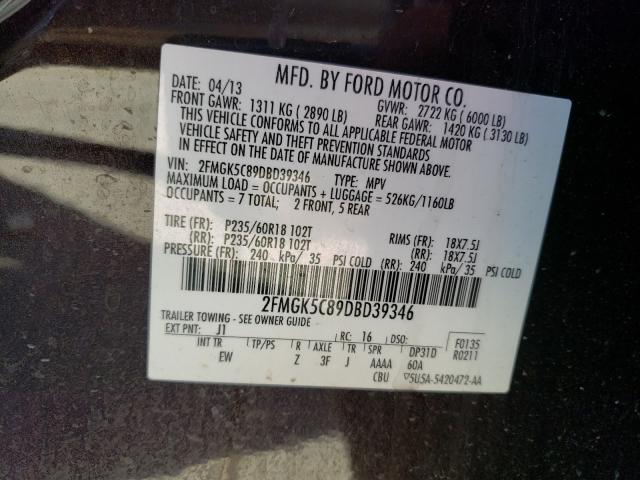 MFD. BY FORD MOTOR CO.
DATE: 04/13
GVWR: 2722 KG (6000 LB)
FRONT GAWR: 1311 KG (2890 LB)
REAR GAWR: 1420 KG (3130 LB)
THIS VEHICLE CONFORMS TO ALL APPLICABLE FEDERAL MOTOR
VEHICLE SAFETY AND THEFT PREVENTION STANDARDS
IN EFFECT ON THE DATE OF MANUFACTURE SHOWN ABOVE.
VIN: 2FMGK5C89DBD39346 TYPE: MPV
MAXIMUM LOAD = OCCUPANTS + LUGGAGE = 526KG/1160LB
OCCUPANTS = 7 TOTAL; 2 FRONT, 5 REAR
TIRE (FR): P235/60R18 102T RIMS (FR): 18X7.5J
(RR): P235/60R18 102T (RR): 18X7.5J
PRESSURE (FR): 240 kPa/ 35 PSI COLD (RR): 240 kPa/35 PSI COLD
2FMGK5C89DBD39346
TRAILER TOWING - SEE OWNER GUIDE
EXT PNT: J1 RC: 16 DSO: F0135
INT TR TP/PS R AXLE TR SPR DP31D R0211
EW Z 3F J AAAA 60A
CBU ▽5USA-5420472-AA